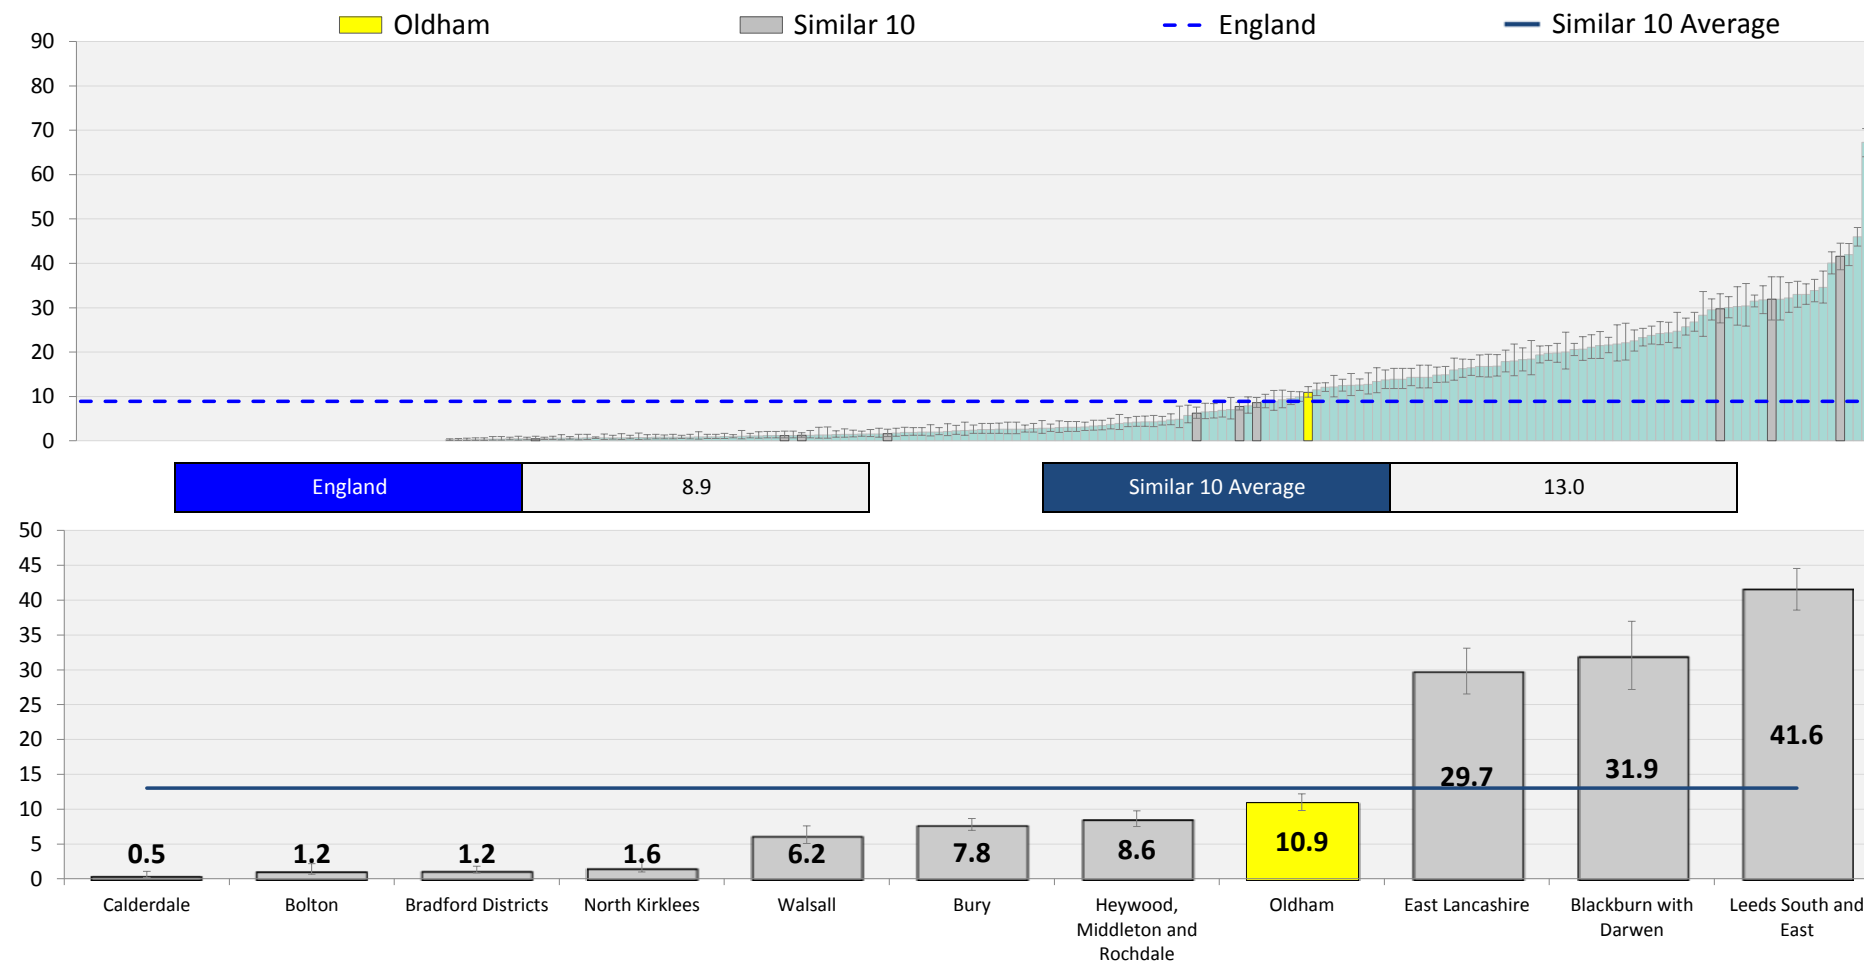 Oldham
Similar 10
England
Similar 10 Average
90
80
70
60
50
40
30
20
10
0
England
8.9
Similar 10 Average
13.0
50
45
40
35
30
25
20
15
10
5
0
0.5
1.2
1.2
1.6
6.2
7.8
8.6
10.9
29.7
31.9
41.6
Calderdale
Bolton
Bradford Districts
North Kirklees
Walsall
Bury
Heywood,
Middleton and
Rochdale
Oldham
East Lancashire
Blackburn with
Darwen
Leeds South and
East